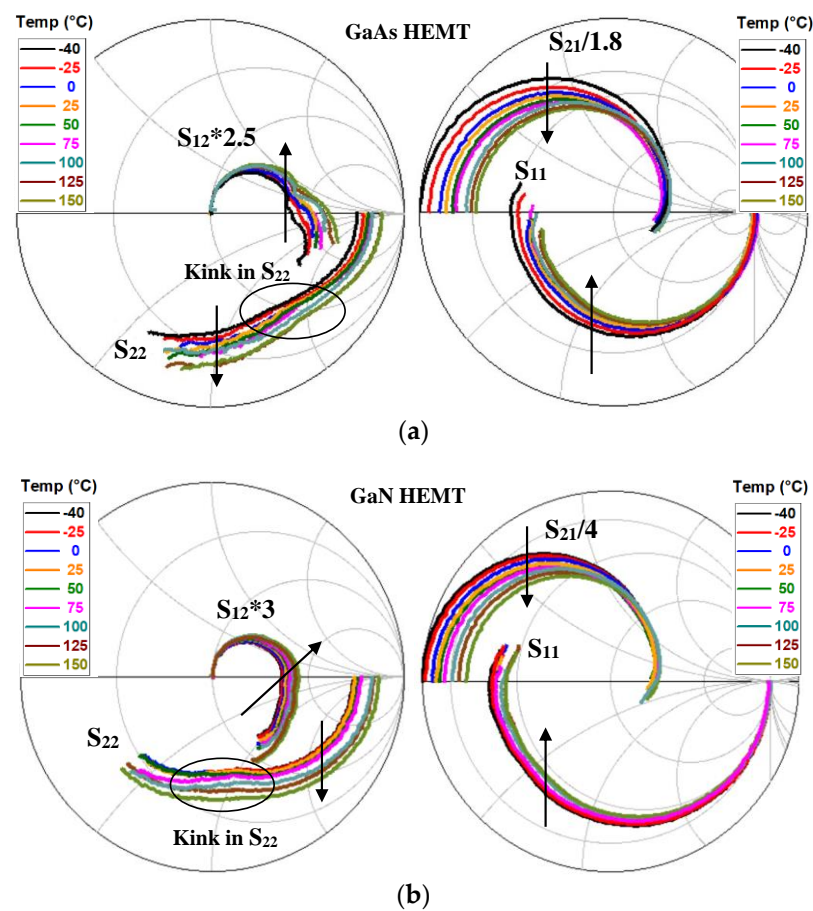 Temp (°C)
-40
-25
0
25
50
75
100
125
150
GaAs HEMT
S12*2.5
Kink in S22
S22
S21/1.8
S11
Temp (°C)
-40
-25
0
25
50
75
100
125
150
(a)
Temp (°C)
-40
-25
0
25
50
75
100
125
150
GaN HEMT
S12*3
S22
Kink in S22
S21/4
S11
Temp (°C)
-40
-25
0
25
50
75
100
125
150
(b)